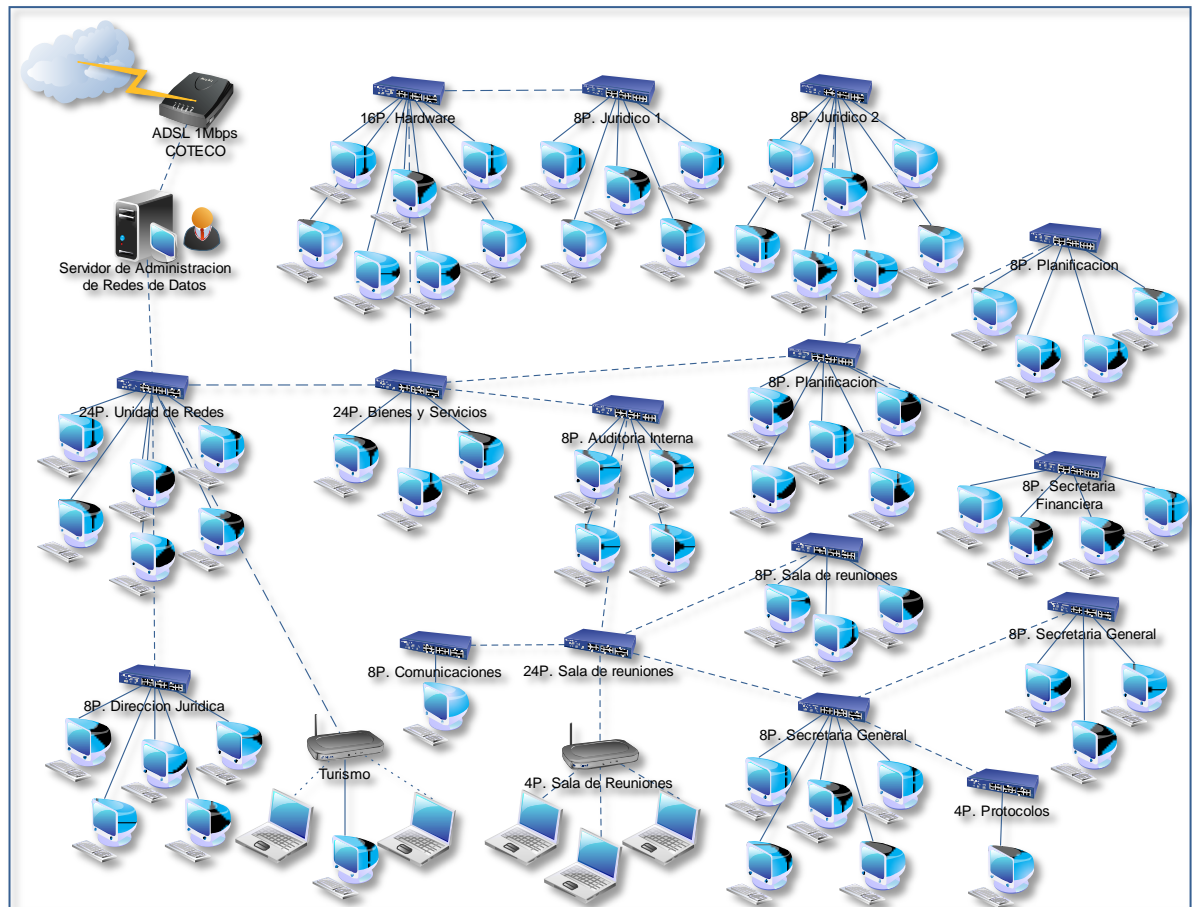 ADSL 1Mbps
COTECO
Servidor de Administracion
de Redes de Datos
16P. Hardware
8P. Juridico 1
8P. Juridico 2
8P. Planificacion
24P. Unidad de Redes
24P. Bienes y Servicios
8P. Auditoria Interna
8P. Planificacion
8P. Secretaria
Financiera
8P. Sala de reuniones
8P. Secretaria General
8P. Comunicaciones
24P. Sala de reuniones
8P. Direccion Juridica
8P. Secretaria General
Turismo
4P. Sala de Reuniones
4P. Protocolos